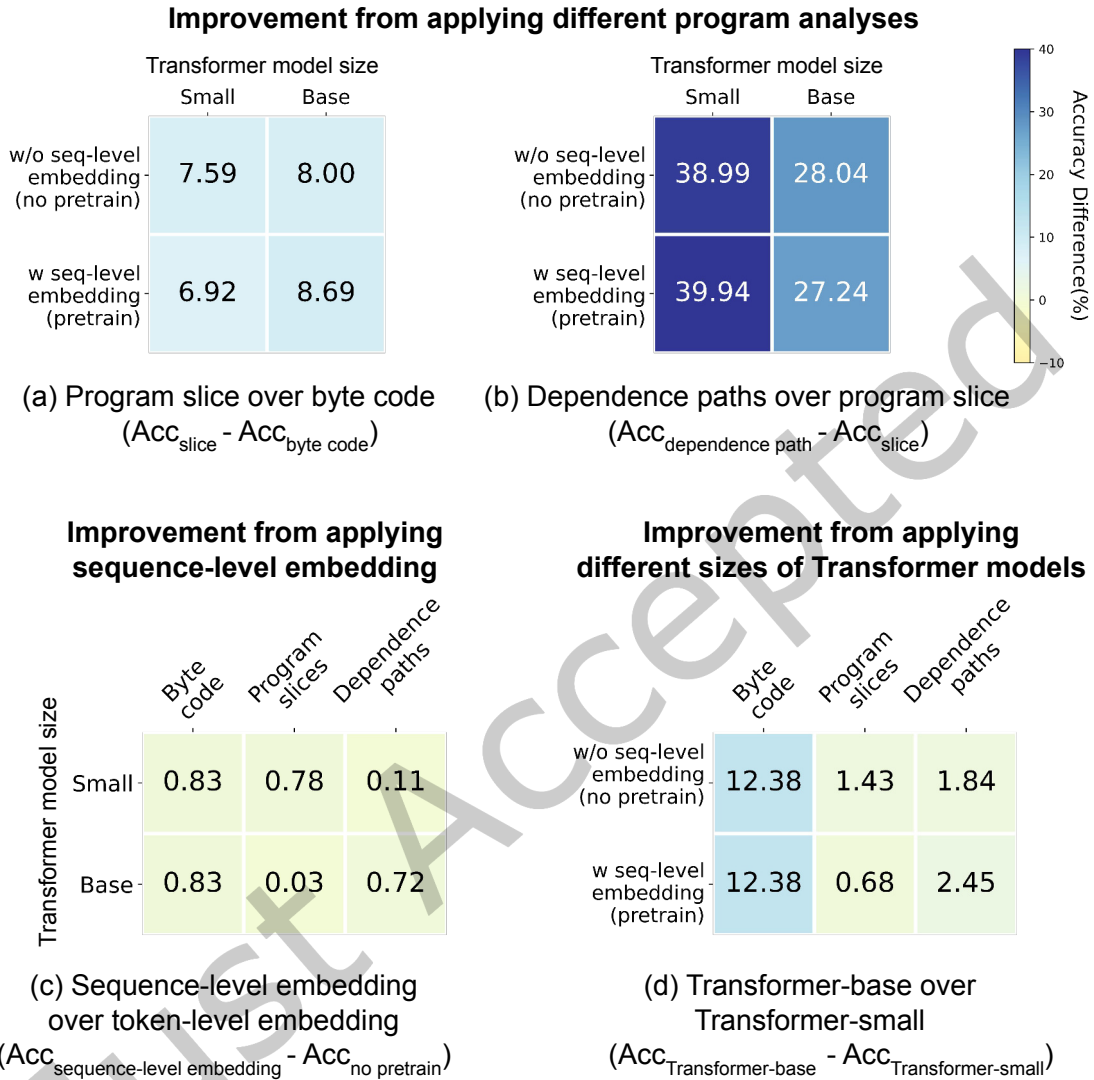 Improvement from applying different program analyses
Transformer model size
Small Base
w/o seq-level
embedding
(no pretrain)
7.59 8.00
w seq-level
embedding
(pretrain)
6.92 8.69
(a) Program slice over byte code
(Acc_slice - Acc_byte code)
Transformer model size
Small Base
w/o seq-level
embedding
(no pretrain)
38.99 28.04
w seq-level
embedding
(pretrain)
39.94 27.24
(b) Dependence paths over program slice
(Acc_dependence path - Acc_slice)
40
30
20
10
0
−10
Accuracy Difference(%)
Improvement from applying
sequence-level embedding
Byte
code
Program
slices
Dependence
paths
Transformer model size
Small 0.83 0.78 0.11
Base 0.83 0.03 0.72
(c) Sequence-level embedding
over token-level embedding
(Acc_sequence-level embedding - Acc_no pretrain)
Improvement from applying
different sizes of Transformer models
Byte
code
Program
slices
Dependence
paths
w/o seq-level
embedding
(no pretrain)
12.38 1.43 1.84
w seq-level
embedding
(pretrain)
12.38 0.68 2.45
(d) Transformer-base over
Transformer-small
(Acc_Transformer-base - Acc_Transformer-small)
ust Accepted